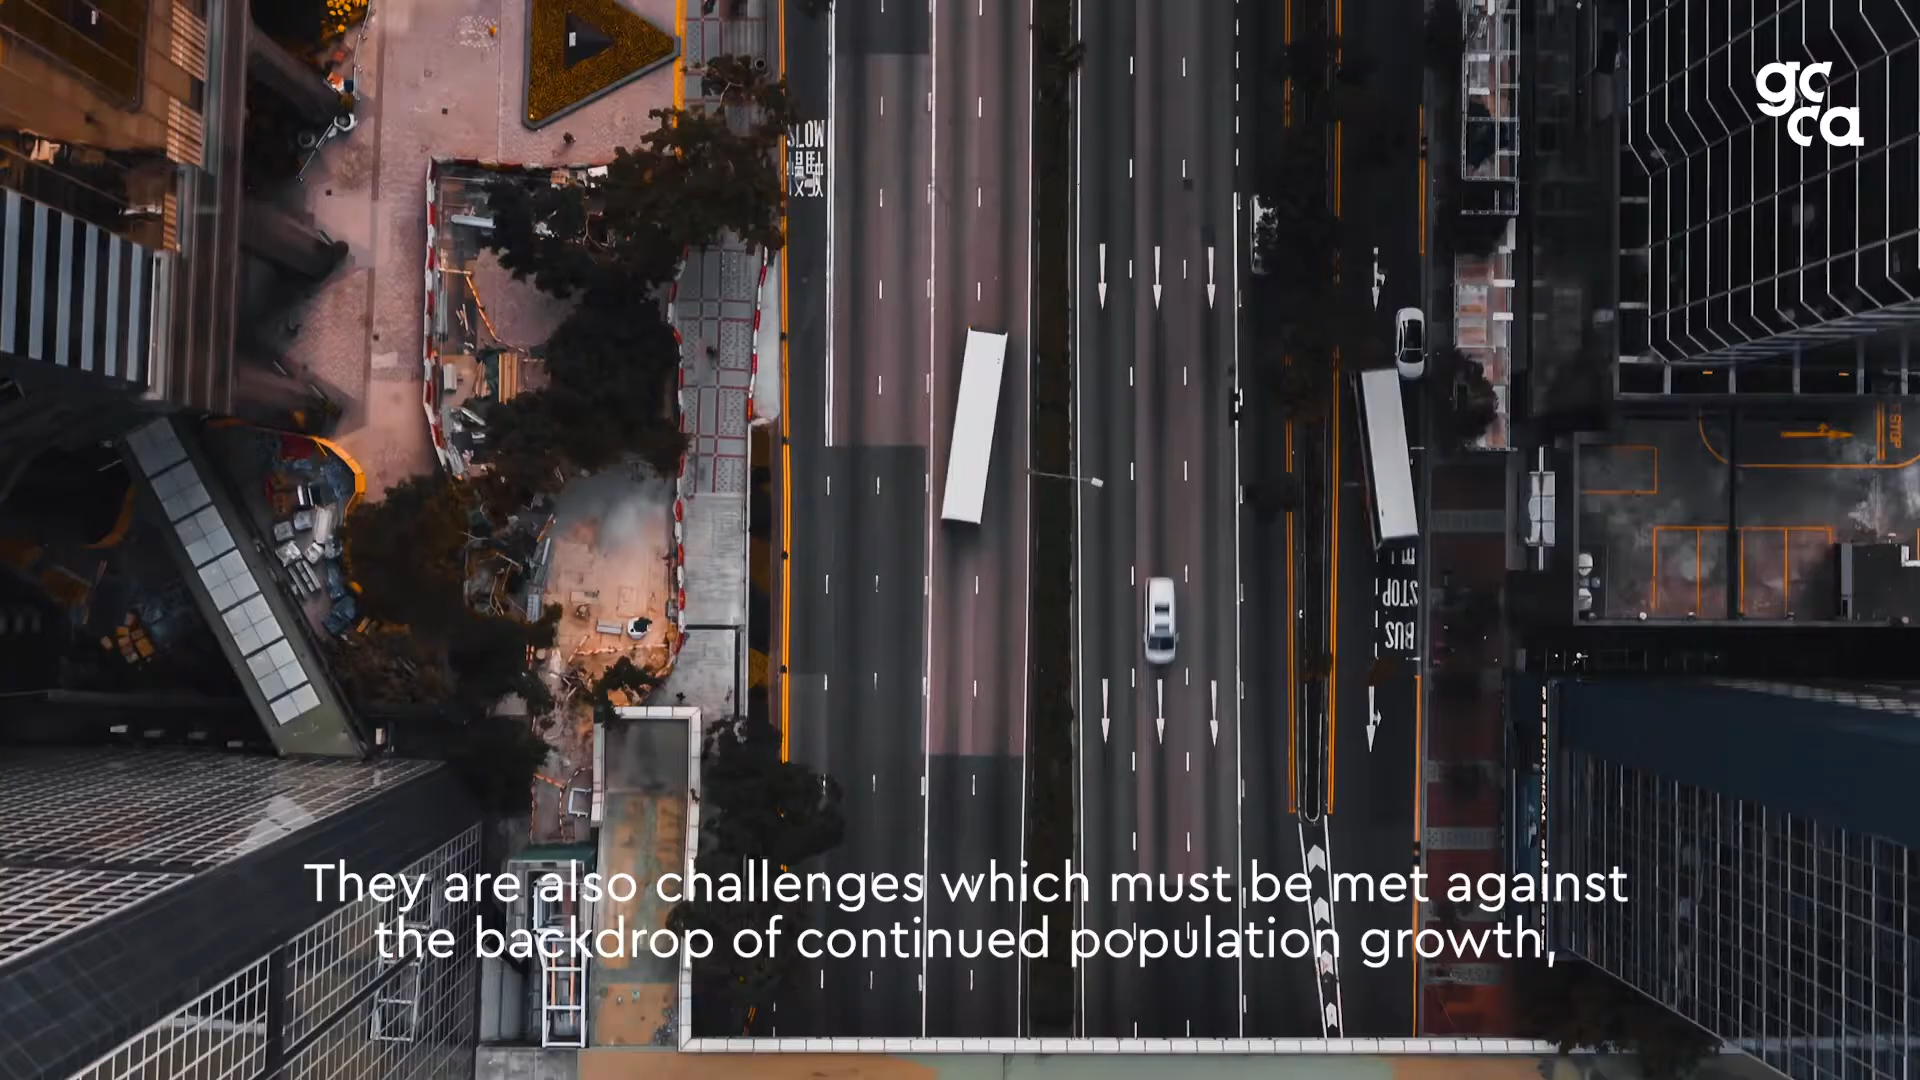 gc
ca
SLOW
慢駛
STOP
BUS
STOP
They are also challenges which must be met against
the backdrop of continued population growth,